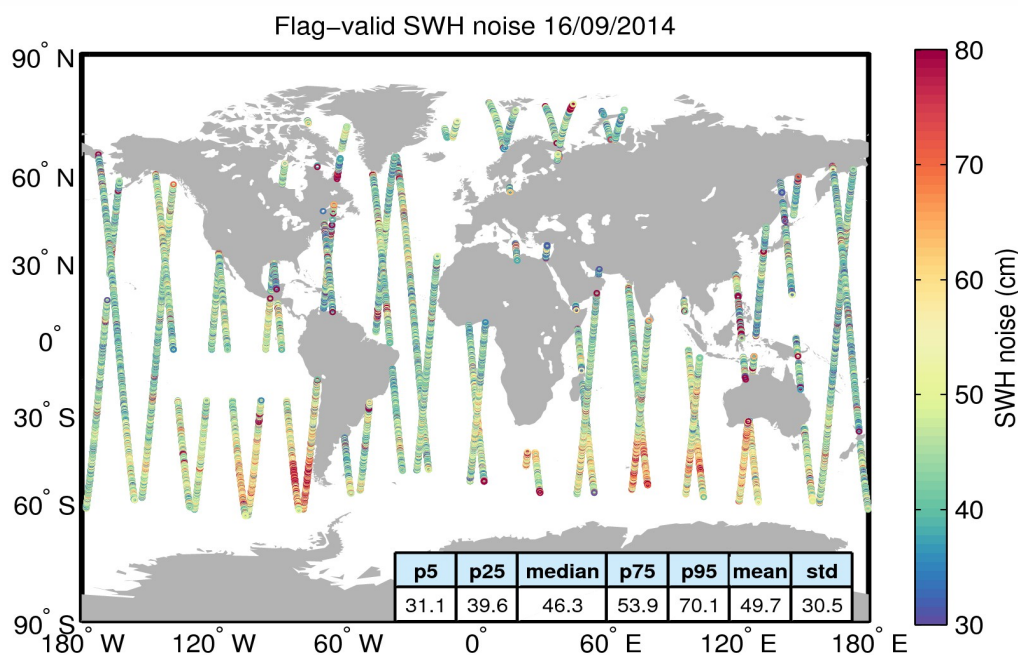 Flag−valid SWH noise 16/09/2014
90° N
60° N
30° N
0°
30° S
60° S
90° S
180° W
120° W
60° W
0°
60° E
120° E
180° E
80
70
60
50
40
30
SWH noise (cm)
p5 p25 median p75 p95 mean std
31.1 39.6 46.3 53.9 70.1 49.7 30.5